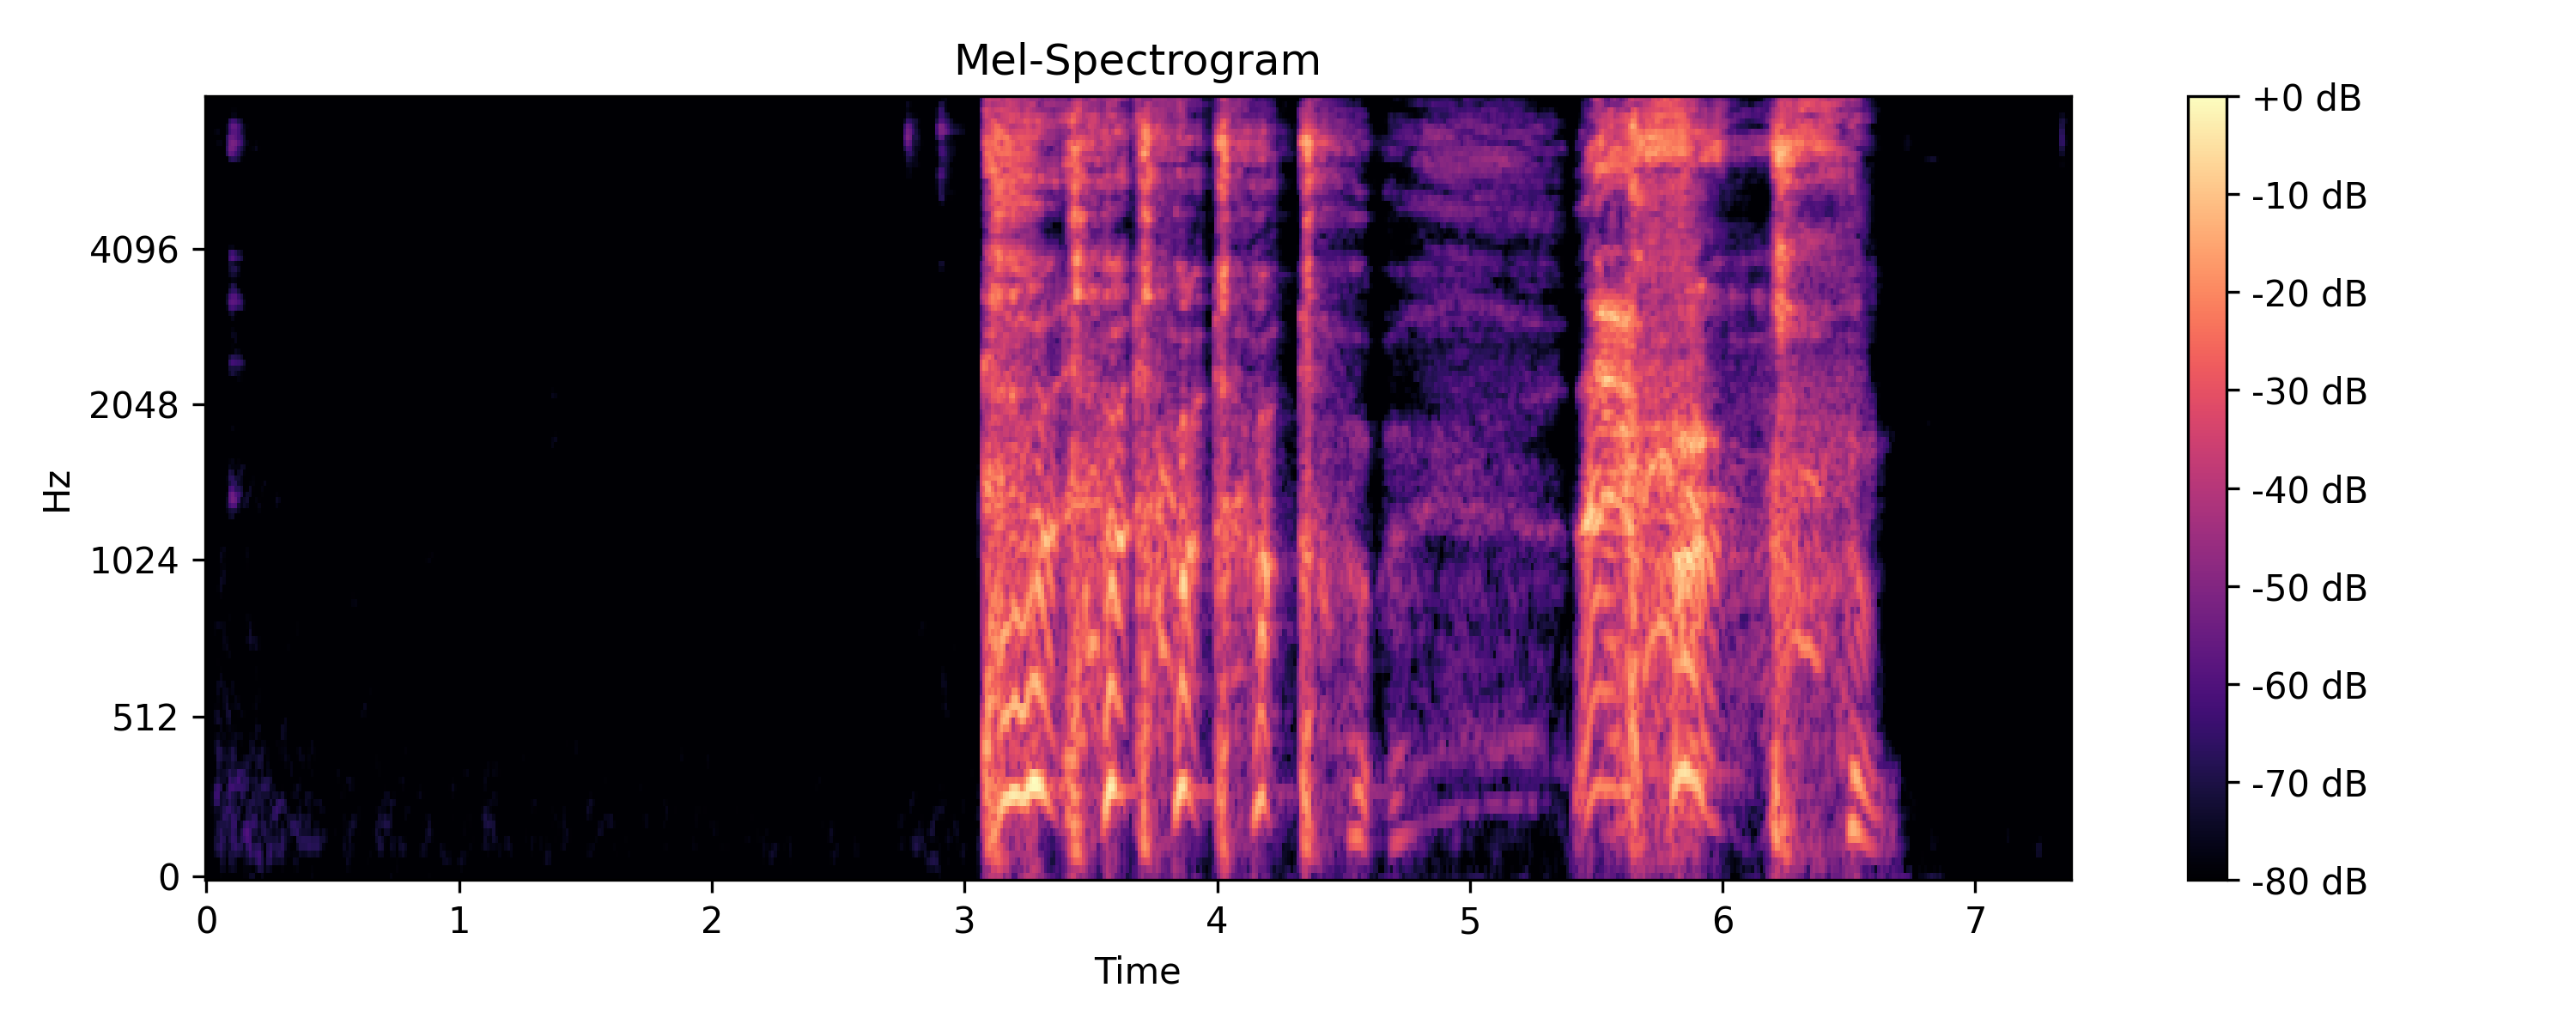 Mel-Spectrogram
Hz
4096
2048
1024
512
0
0 1 2 3 4 5 6 7
Time
+0 dB
-10 dB
-20 dB
-30 dB
-40 dB
-50 dB
-60 dB
-70 dB
-80 dB